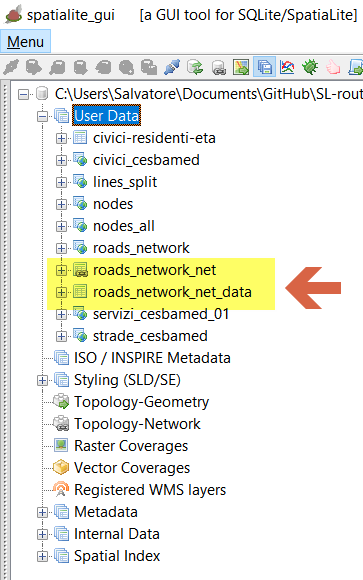 spatialite_gui [a GUI tool for SQLite/SpatiaLite]
Menu
C:\Users\Salvatore\Documents\GitHub\SL-rout
User Data
civici-residenti-eta
civici_cesbamed
lines_split
nodes
nodes_all
roads_network
roads_network_net
roads_network_net_data
servizi_cesbamed_01
strade_cesbamed
ISO / INSPIRE Metadata
Styling (SLD/SE)
Topology-Geometry
Topology-Network
Raster Coverages
Vector Coverages
Registered WMS layers
Metadata
Internal Data
Spatial Index